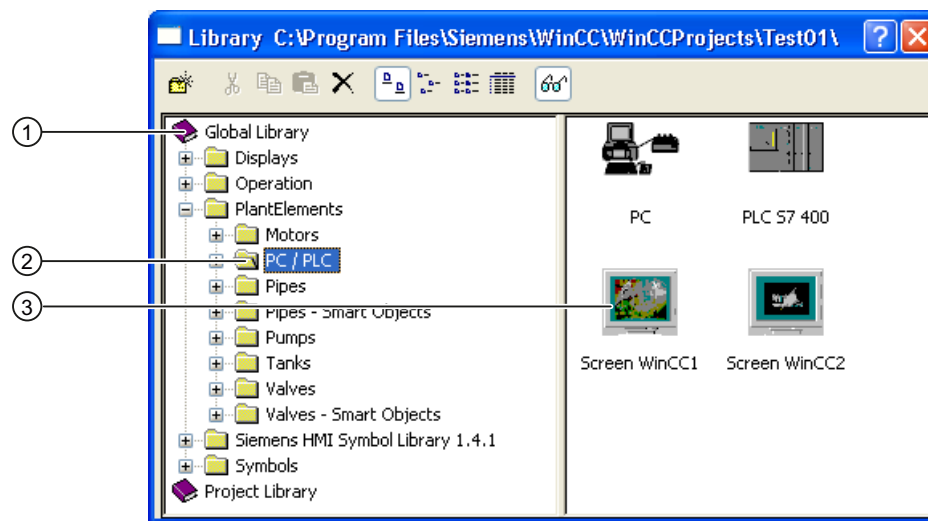 Library C:\Program Files\Siemens\WinCC\WinCCProjects\Test01\
1 Global Library
Displays
Operation
PlantElements
Motors
2 PC / PLC
Pipes
3 Pipes - Smart Objects
Pumps
Tanks
Valves
Valves - Smart Objects
Siemens HMI Symbol Library 1.4.1
Symbols
Project Library
PC PLC S7 400
Screen WinCC1 Screen WinCC2